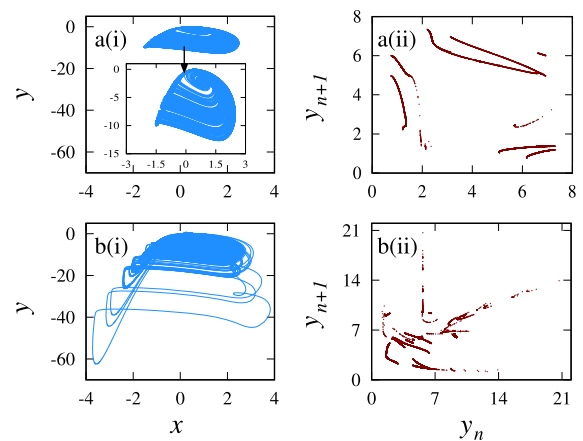 0
-20
-40
-60
y
a(i)
0
-5
-10
-15
-3 -1.5 0 1.5 3
-4 -2 0 2 4
8
6
4
2
0
y_{n+1}
a(ii)
0 2 4 6 8
0
-20
-40
-60
y
b(i)
-4 -2 0 2 4
x
21
14
7
0
y_{n+1}
b(ii)
0 7 14 21
y_n